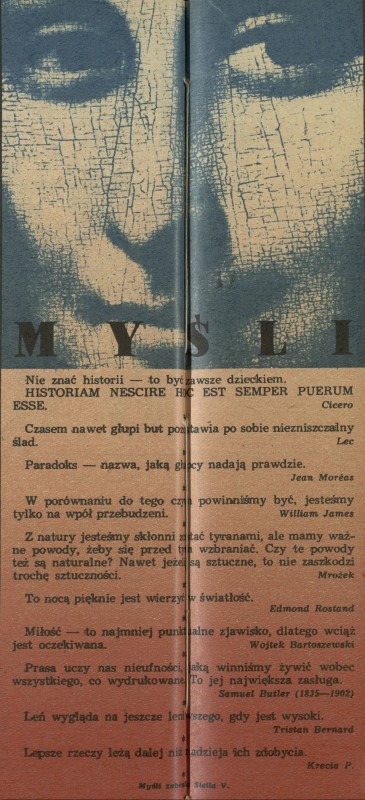 MYŚLI
Nie znać historii — to być zawsze dzieckiem.
HISTORIAM NESCIRE HOC EST SEMPER PUERUM
ESSE. Cicero
Czasem nawet głupi but pozostawia po sobie niezniszczalny
ślad. Lec
Paradoks — nazwa, jaką głupcy nadają prawdzie.
Jean Moréas
W porównaniu do tego czym powinniśmy być, jesteśmy
tylko na wpół przebudzeni. William James
Z natury jesteśmy skłonni zostać tyranami, ale mamy waż-
ne powody, żeby się przed tym wzbraniać. Czy te powody
też są naturalne? Nawet jeżeli są sztuczne, to nie zaszkodzi
trochę sztuczności. Mrożek
To nocą pięknie jest wierzyć w światłość.
Edmond Rostand
Miłość — to najmniej punktualne zjawisko, dlatego wciąż
jest oczekiwana. Wojtek Bartoszewski
Prasa uczy nas nieufności, jaką winniśmy żywić wobec
wszystkiego, co wydrukowane. To jej największa zasługa.
Samuel Butler (1835—1902)
Leń wygląda na jeszcze leniwszego, gdy jest wysoki.
Tristan Bernard
Lepsze rzeczy leżą dalej niż nadzieja ich zdobycia.
Krecia P.
Myśli Stella V.